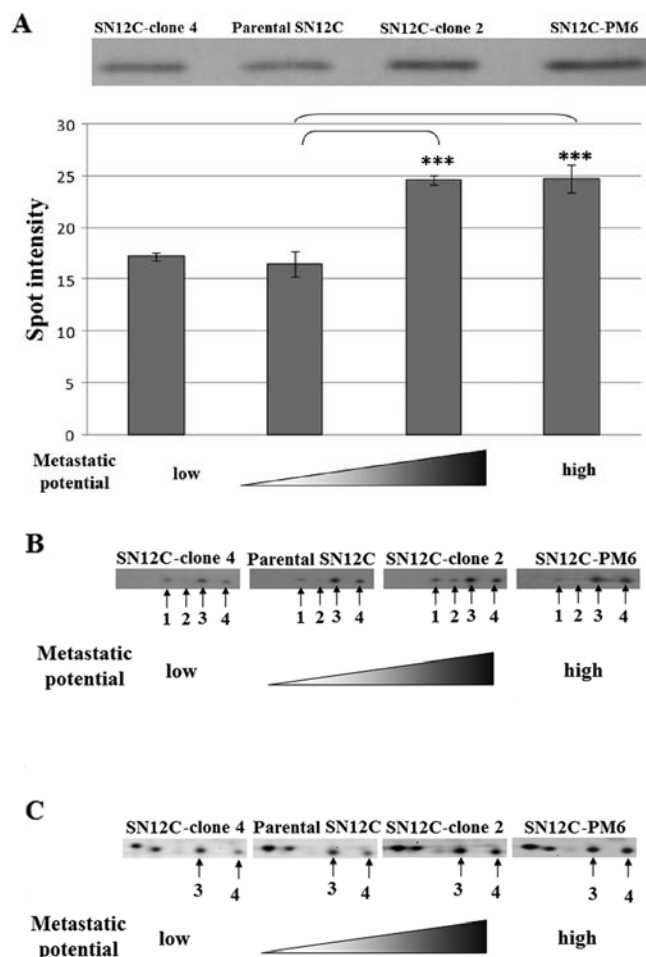 A
SN12C-clone 4 Parental SN12C SN12C-clone 2 SN12C-PM6
30
25
20
15
10
5
0
Spot intensity
*** ***
Metastatic potential low high
B
SN12C-clone 4 Parental SN12C SN12C-clone 2 SN12C-PM6
1 2 3 4 1 2 3 4 1 2 3 4 1 2 3 4
Metastatic potential low high
C
SN12C-clone 4 Parental SN12C SN12C-clone 2 SN12C-PM6
3 4 3 4 3 4 3 4
Metastatic potential low high